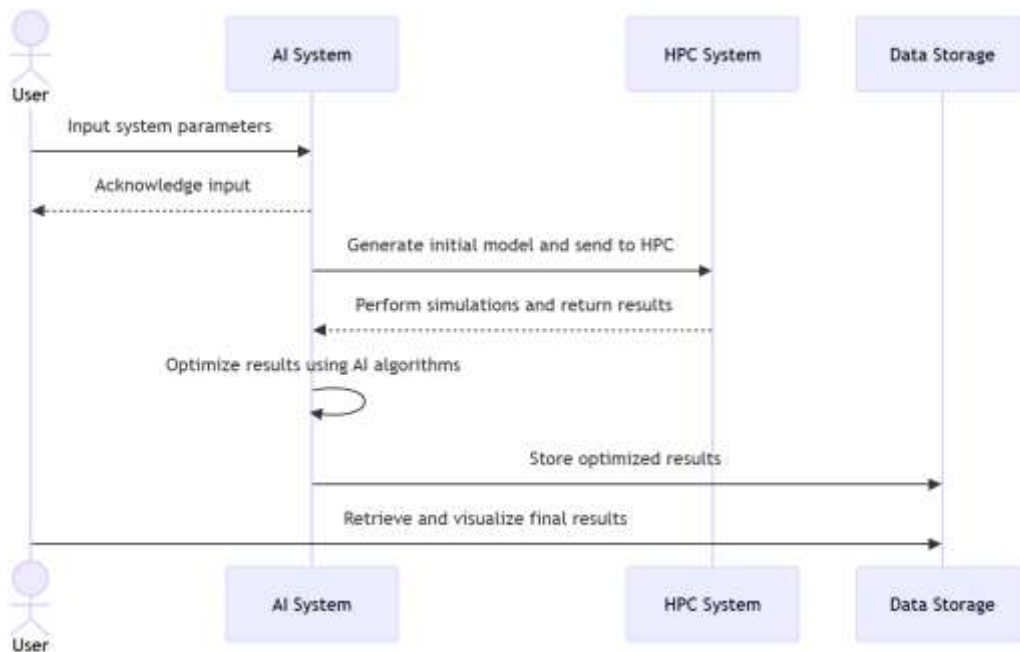 AI System
HPC System
Data Storage
User
Input system parameters
Acknowledge input
Generate initial model and send to HPC
Perform simulations and return results
Optimize results using AI algorithms
Store optimized results
Retrieve and visualize final results
AI System
HPC System
Data Storage
User